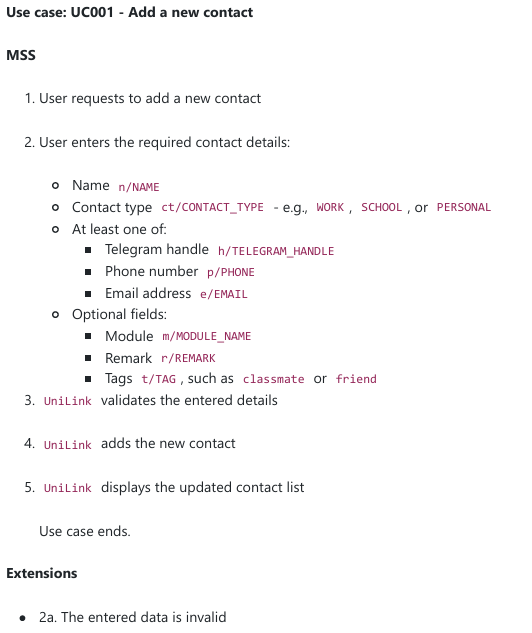 Use case: UC001 - Add a new contact
MSS
1. User requests to add a new contact
2. User enters the required contact details:
Name n/NAME
Contact type ct/CONTACT_TYPE - e.g., WORK , SCHOOL , or PERSONAL
At least one of:
Telegram handle h/TELEGRAM_HANDLE
Phone number p/PHONE
Email address e/EMAIL
Optional fields:
Module m/MODULE_NAME
Remark r/REMARK
Tags t/TAG , such as classmate or friend
3. UniLink validates the entered details
4. UniLink adds the new contact
5. UniLink displays the updated contact list
Use case ends.
Extensions
2a. The entered data is invalid